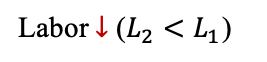 Labor ↓ (L₂ < L₁)